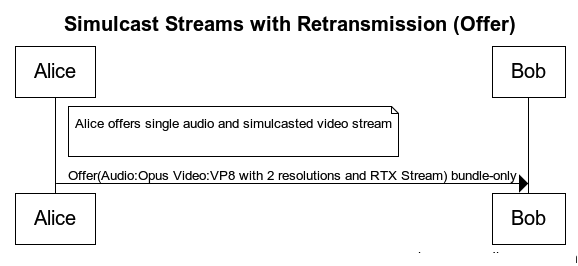 Simulcast Streams with Retransmission (Offer)
Alice Bob
Alice offers single audio and simulcasted video stream
Offer(Audio:Opus Video:VP8 with 2 resolutions and RTX Stream) bundle-only
Alice Bob